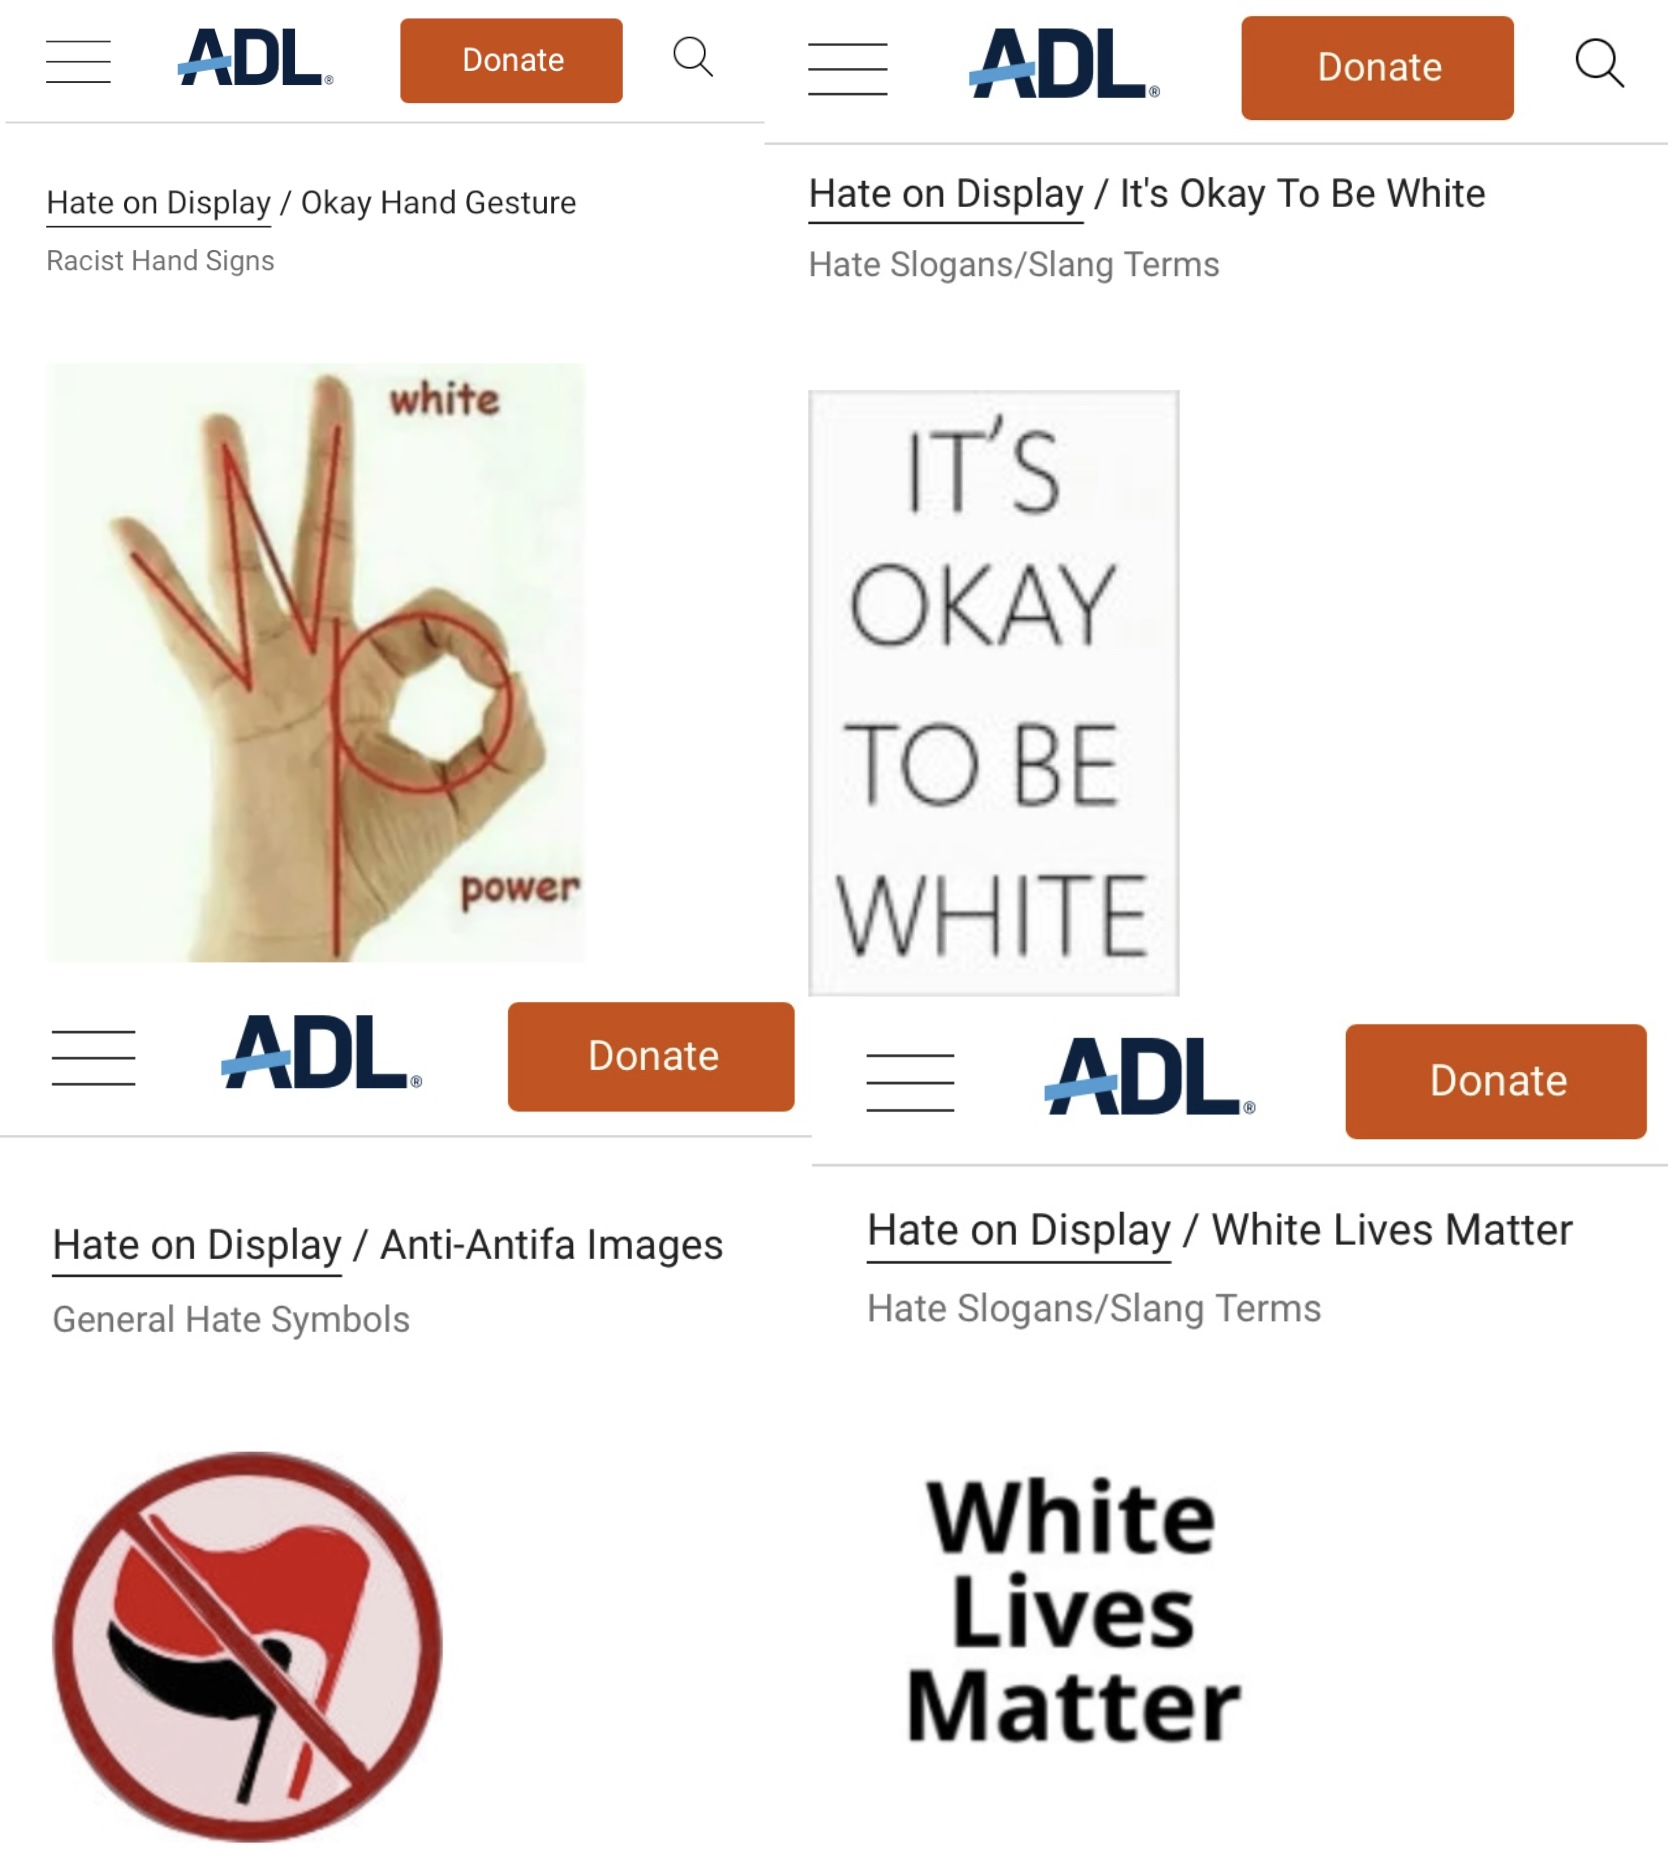 ADL®
Donate
Hate on Display / Okay Hand Gesture
Racist Hand Signs
white
power
ADL®
Donate
Hate on Display / It's Okay To Be White
Hate Slogans/Slang Terms
IT'S
OKAY
TO BE
WHITE
ADL®
Donate
Hate on Display / Anti-Antifa Images
General Hate Symbols
ADL®
Donate
Hate on Display / White Lives Matter
Hate Slogans/Slang Terms
White
Lives
Matter